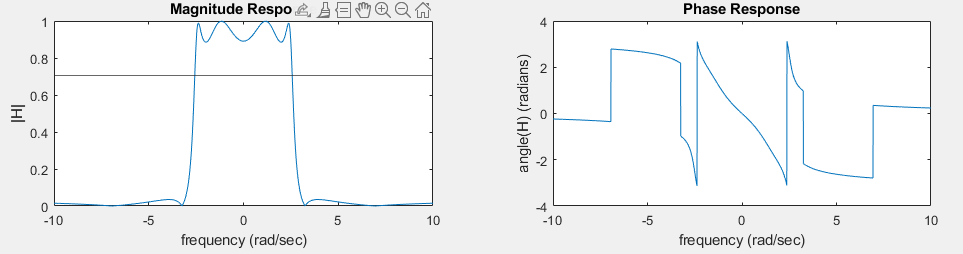 Magnitude Respo
1
0.8
0.6
0.4
0.2
0
|H|
-10 -5 0 5 10
frequency (rad/sec)
Phase Response
4
2
0
-2
-4
angle(H) (radians)
-10 -5 0 5 10
frequency (rad/sec)